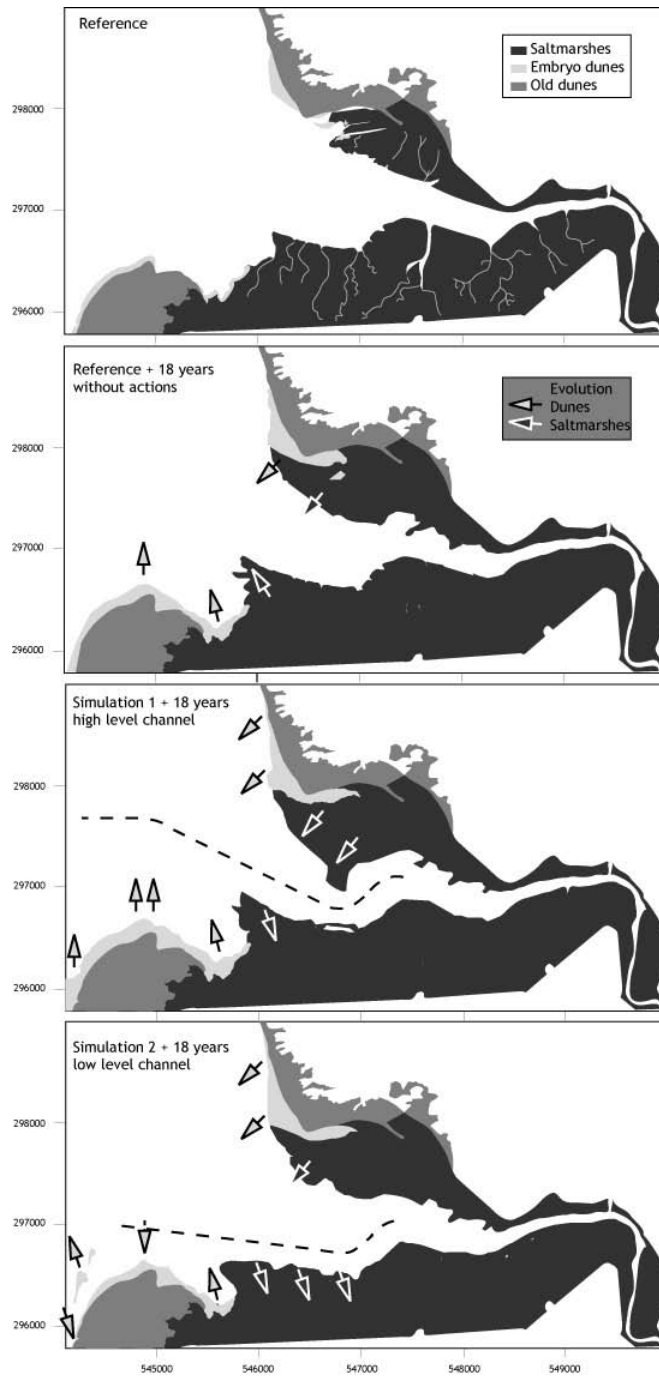 Reference
Saltmarshes
Embryo dunes
Old dunes
298000
297000
296000
Reference + 18 years
without actions
Evolution
Dunes
Saltmarshes
298000
297000
296000
Simulation 1 + 18 years
high level channel
298000
297000
296000
Simulation 2 + 18 years
low level channel
298000
297000
296000
545000
546000
547000
548000
549000